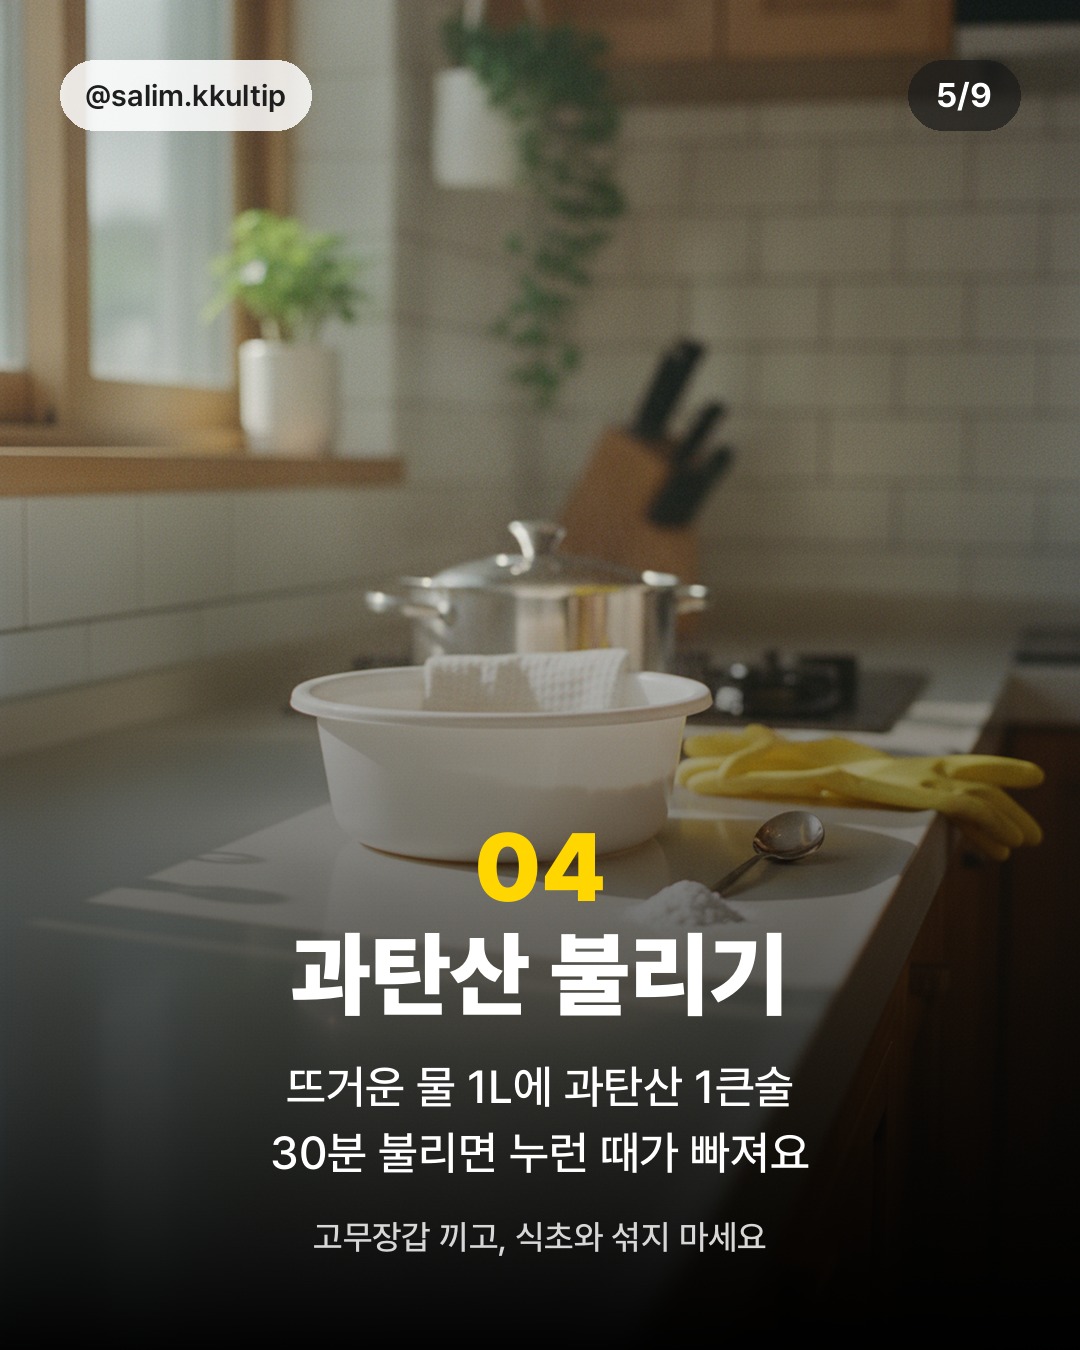 @salim.kkultip
5/9
04
과탄산 불리기
뜨거운 물 1L에 과탄산 1큰술
30분 불리면 누런 때가 빠져요
고무장갑 끼고, 식초와 섞지 마세요